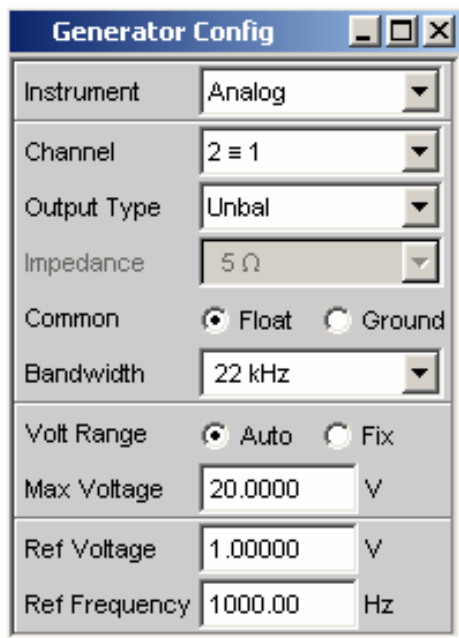 Generator Config
Instrument Analog
Channel 2 ≡ 1
Output Type Unbal
Impedance 5 Ω
Common Float Ground
Bandwidth 22 kHz
Volt Range Auto Fix
Max Voltage 20.0000 V
Ref Voltage 1.00000 V
Ref Frequency 1000.00 Hz